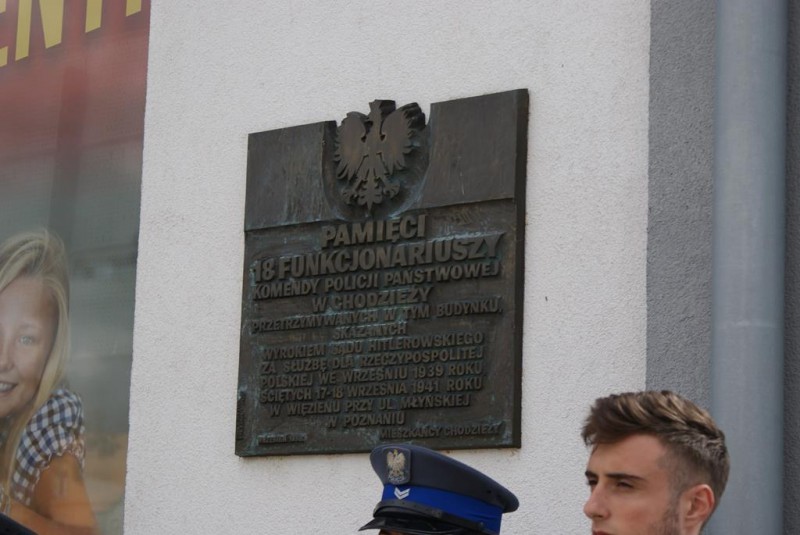 ENT
PAMIĘCI
18 FUNKCJONARIUSZY
KOMENDY POLICJI PAŃSTWOWEJ
W CHODZIEŻY
PRZETRZYMYWANYCH W TYM BUDYNKU,
SKAZANYCH
WYROKIEM SĄDU HITLEROWSKIEGO
ZA SŁUŻBĘ DLA RZECZYPOSPOLITEJ
POLSKIEJ WE WRZEŚNIU 1939 ROKU
ŚCIĘTYCH 17-18 WRZEŚNIA 1941 ROKU
W WIĘZIENIU PRZY UL. MŁYŃSKIEJ
W POZNANIU
MIESZKAŃCY CHODZIEŻY